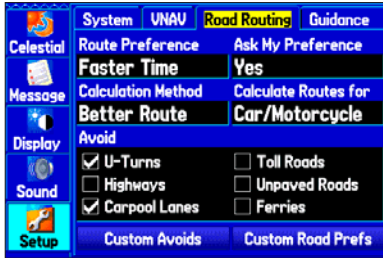 System VNAV Road Routing Guidance
Celestial
Route Preference Ask My Preference
Faster Time Yes
Message
Calculation Method Calculate Routes for
Better Route Car/Motorcycle
Display
Avoid
U-Turns Toll Roads
Highways Unpaved Roads
Sound
Carpool Lanes Ferries
Setup
Custom Avoids Custom Road Prefs